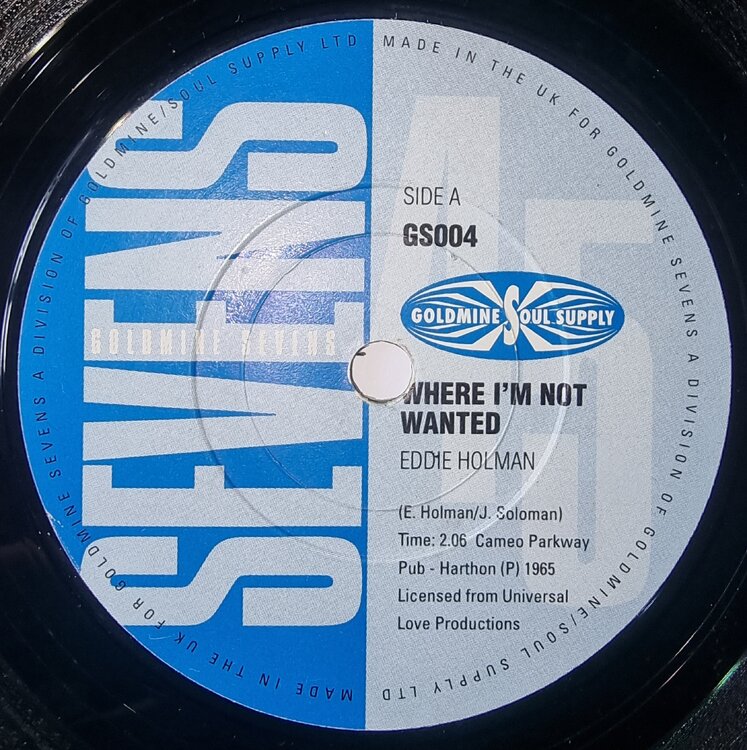 MADE IN THE UK FOR GOLDMINE SEVENS A DIVISION OF GOLDMINE/SOUL SUPPLY LTD
MADE IN THE UK FOR GOLDMINE SEVENS A DIVISION OF GOLDMINE/SOUL SUPPLY LTD
SEVENS
GOLDMINE SEVENS
45
SIDE A
GS004
GOLDMINE SOUL SUPPLY
WHERE I'M NOT
WANTED
EDDIE HOLMAN
(E. Holman/J. Soloman)
Time: 2.06 Cameo Parkway
Pub - Harthon (P) 1965
Licensed from Universal
Love Productions